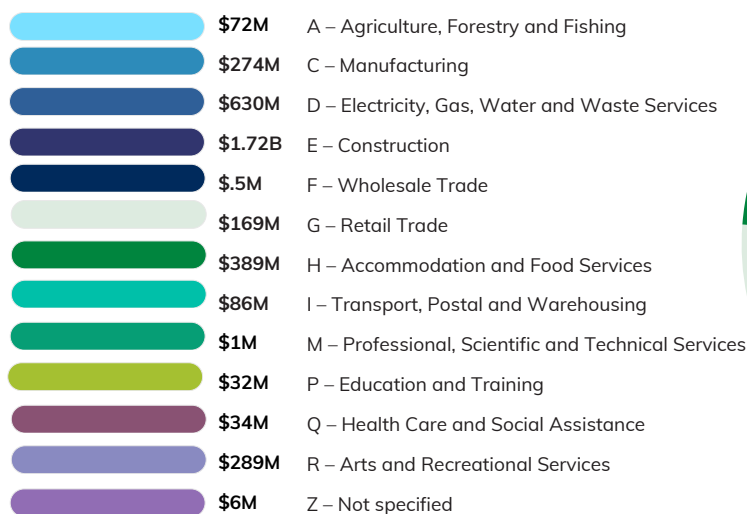 $72M A – Agriculture, Forestry and Fishing
$274M C – Manufacturing
$630M D – Electricity, Gas, Water and Waste Services
$1.72B E – Construction
$.5M F – Wholesale Trade
$169M G – Retail Trade
$389M H – Accommodation and Food Services
$86M I – Transport, Postal and Warehousing
$1M M – Professional, Scientific and Technical Services
$32M P – Education and Training
$34M Q – Health Care and Social Assistance
$289M R – Arts and Recreational Services
$6M Z – Not specified